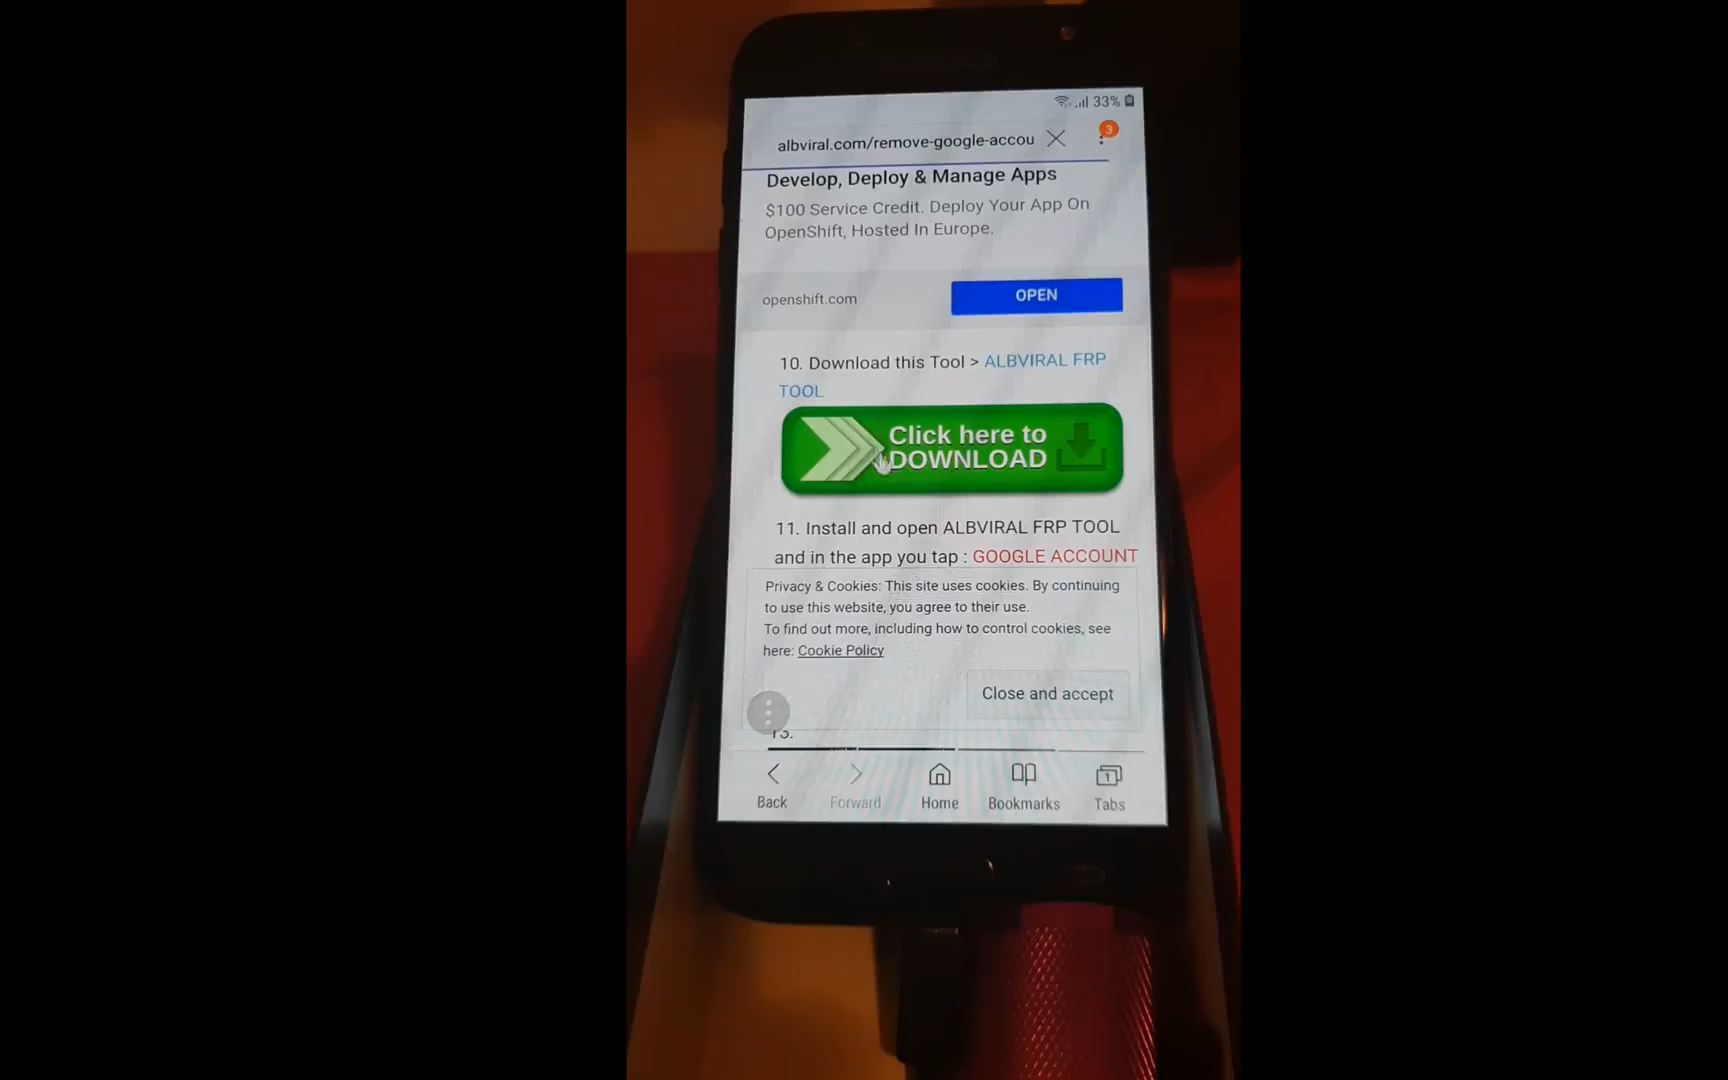 33%
albviral.com/remove-google-accou
3
Develop, Deploy & Manage Apps
$100 Service Credit. Deploy Your App On
OpenShift, Hosted In Europe.
openshift.com
OPEN
10. Download this Tool > ALBVIRAL FRP
TOOL
Click here to
DOWNLOAD
11. Install and open ALBVIRAL FRP TOOL
and in the app you tap : GOOGLE ACCOUNT
Privacy & Cookies: This site uses cookies. By continuing
to use this website, you agree to their use.
To find out more, including how to control cookies, see
here: Cookie Policy
Close and accept
Back
Forward
Home
Bookmarks
1
Tabs